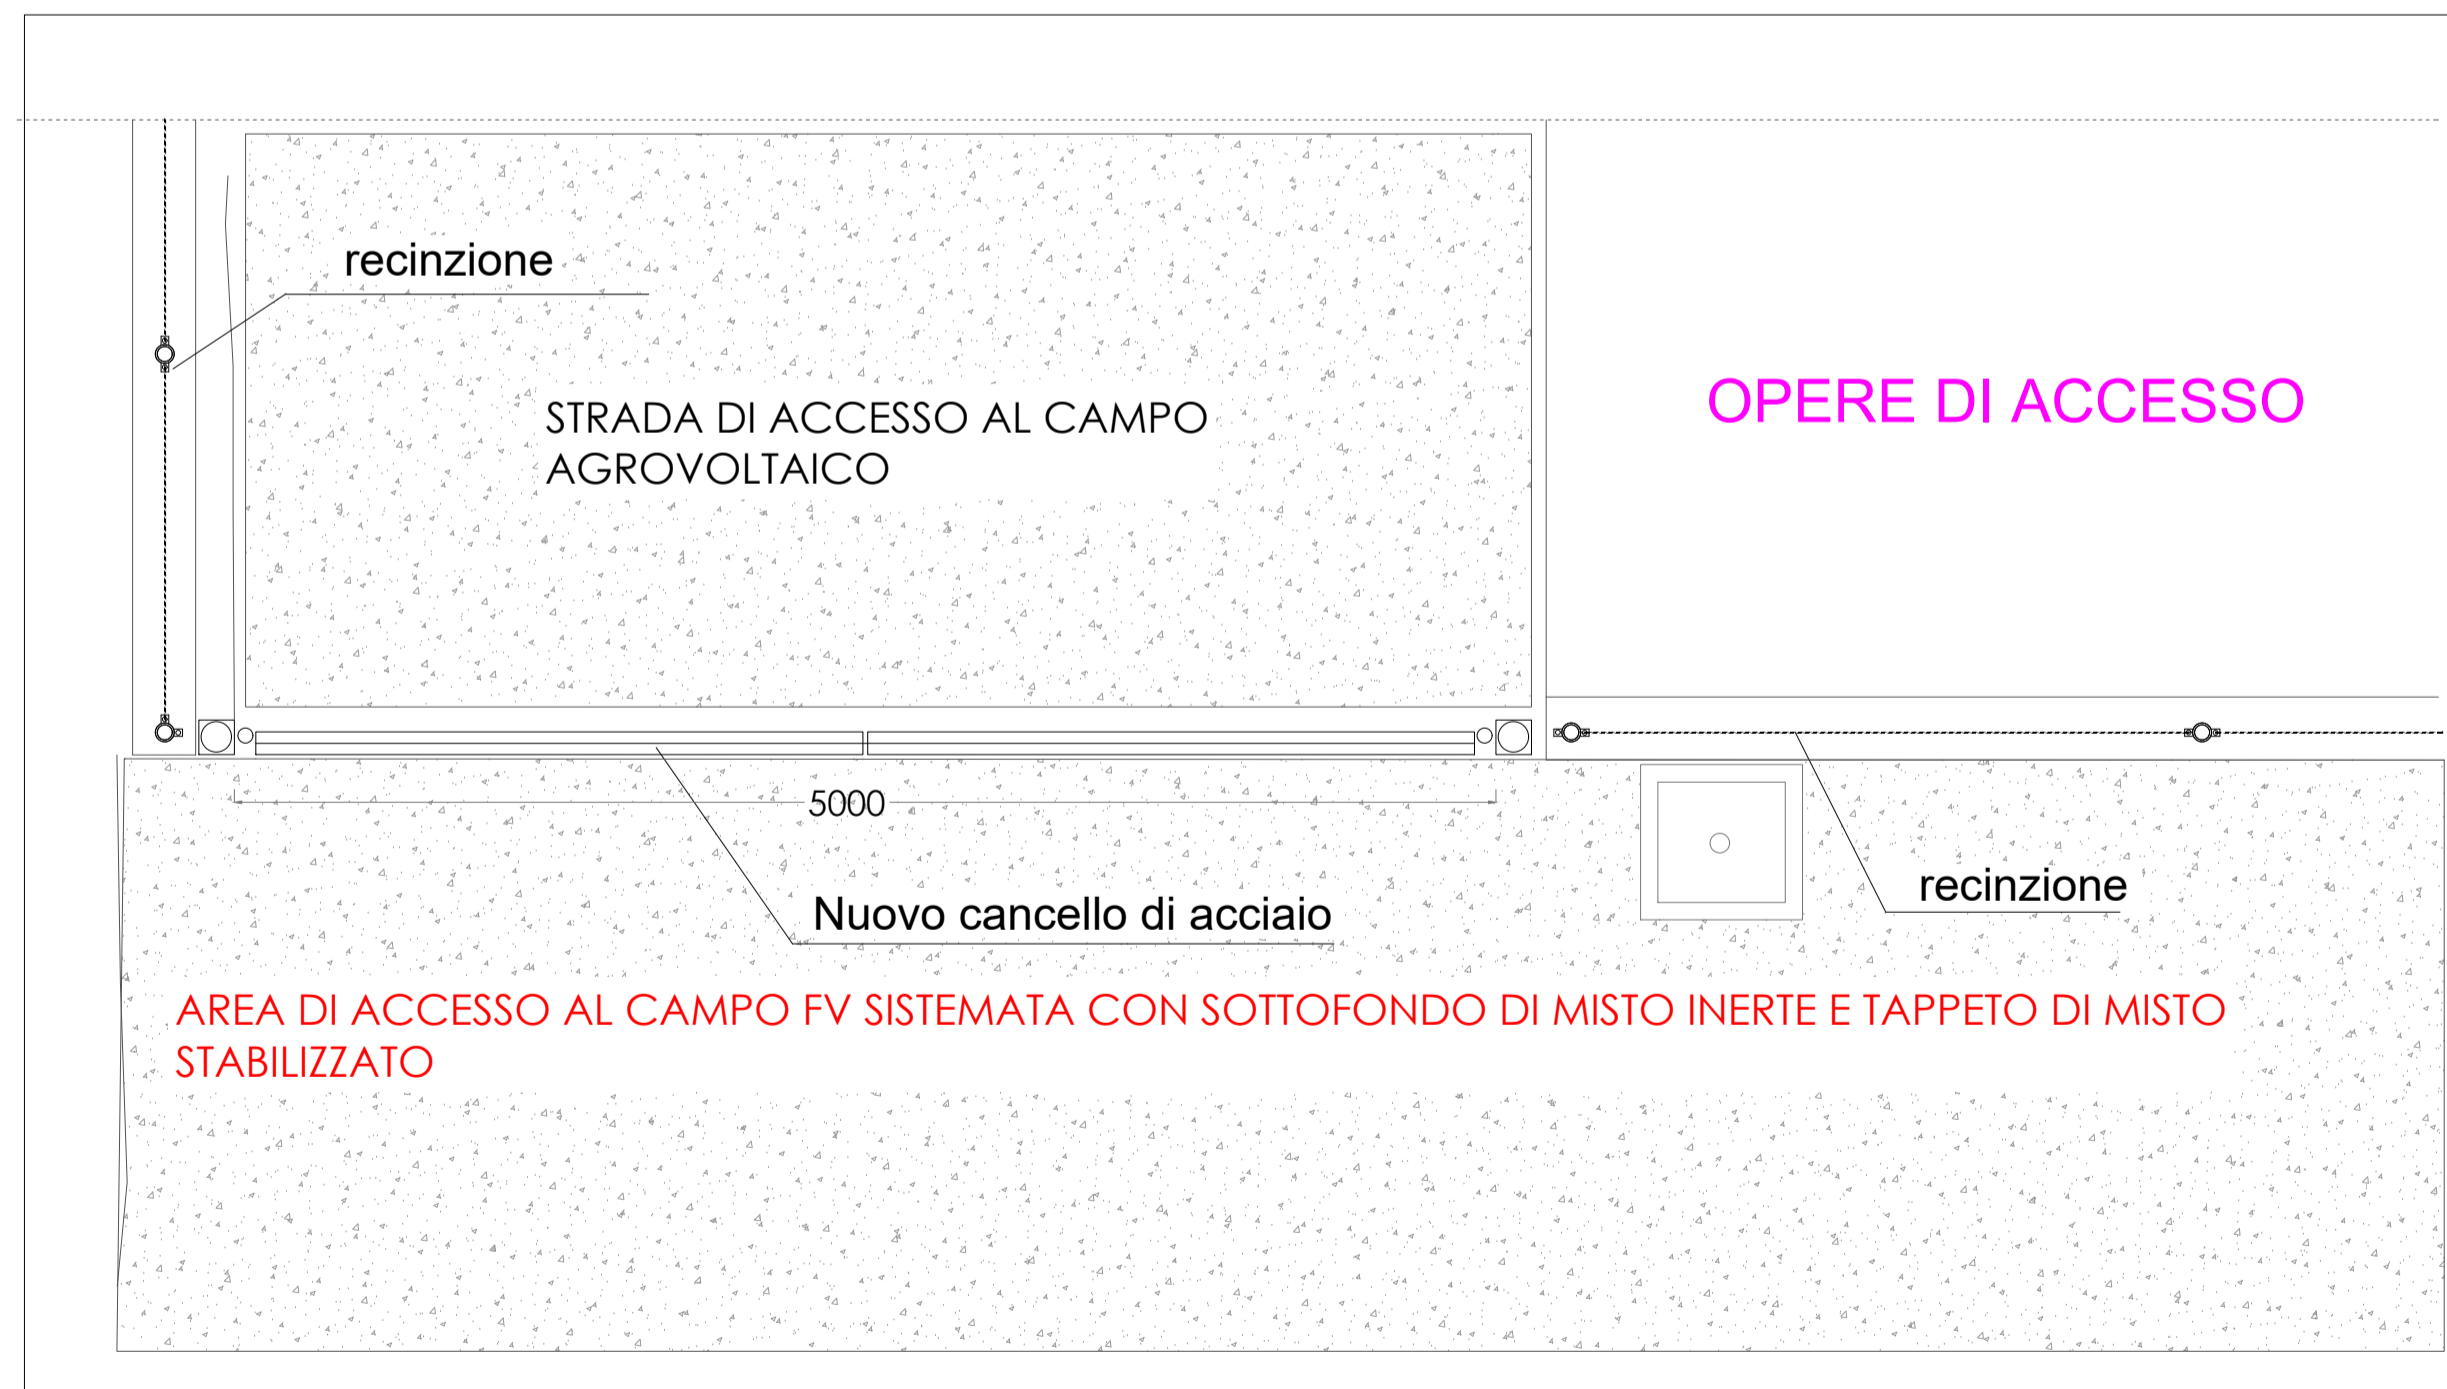 recinzione
OPERE DI ACCESSO
STRADA DI ACCESSO AL CAMPO
AGROVOLTAICO
5000
recinzione
Nuovo cancello di acciaio
AREA DI ACCESSO AL CAMPO FV SISTEMATA CON SOTTOFONDO DI MISTO INERTE E TAPPETO DI MISTO
STABILIZZATO